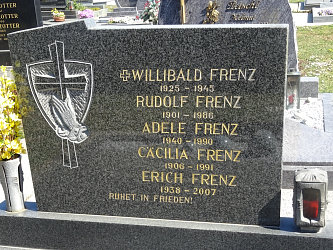 WILLIBALD FRENZ
1925 - 1945
RUDOLF FRENZ
1901 - 1986
ADELE FRENZ
1940 - 1990
CÄCILIA FRENZ
1906 - 1991
ERICH FRENZ
1938 - 2007
RUHET IN FRIEDEN!